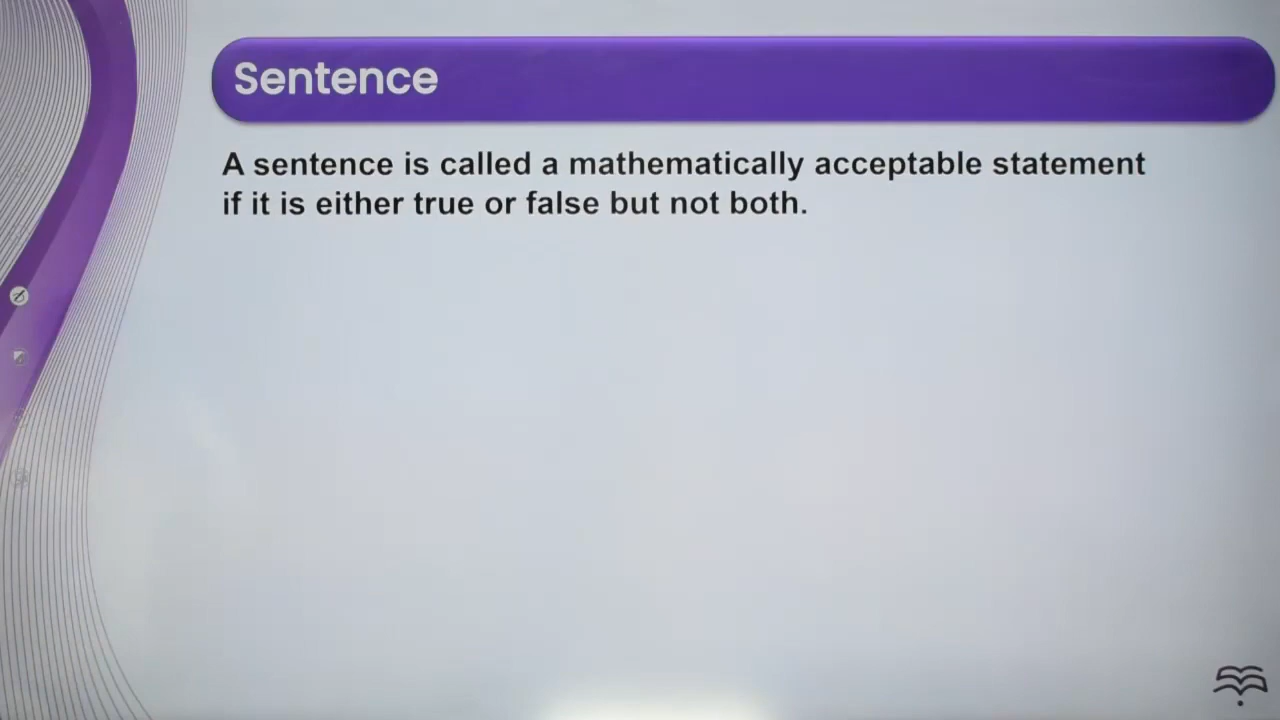 Sentence
A sentence is called a mathematically acceptable statement
if it is either true or false but not both.